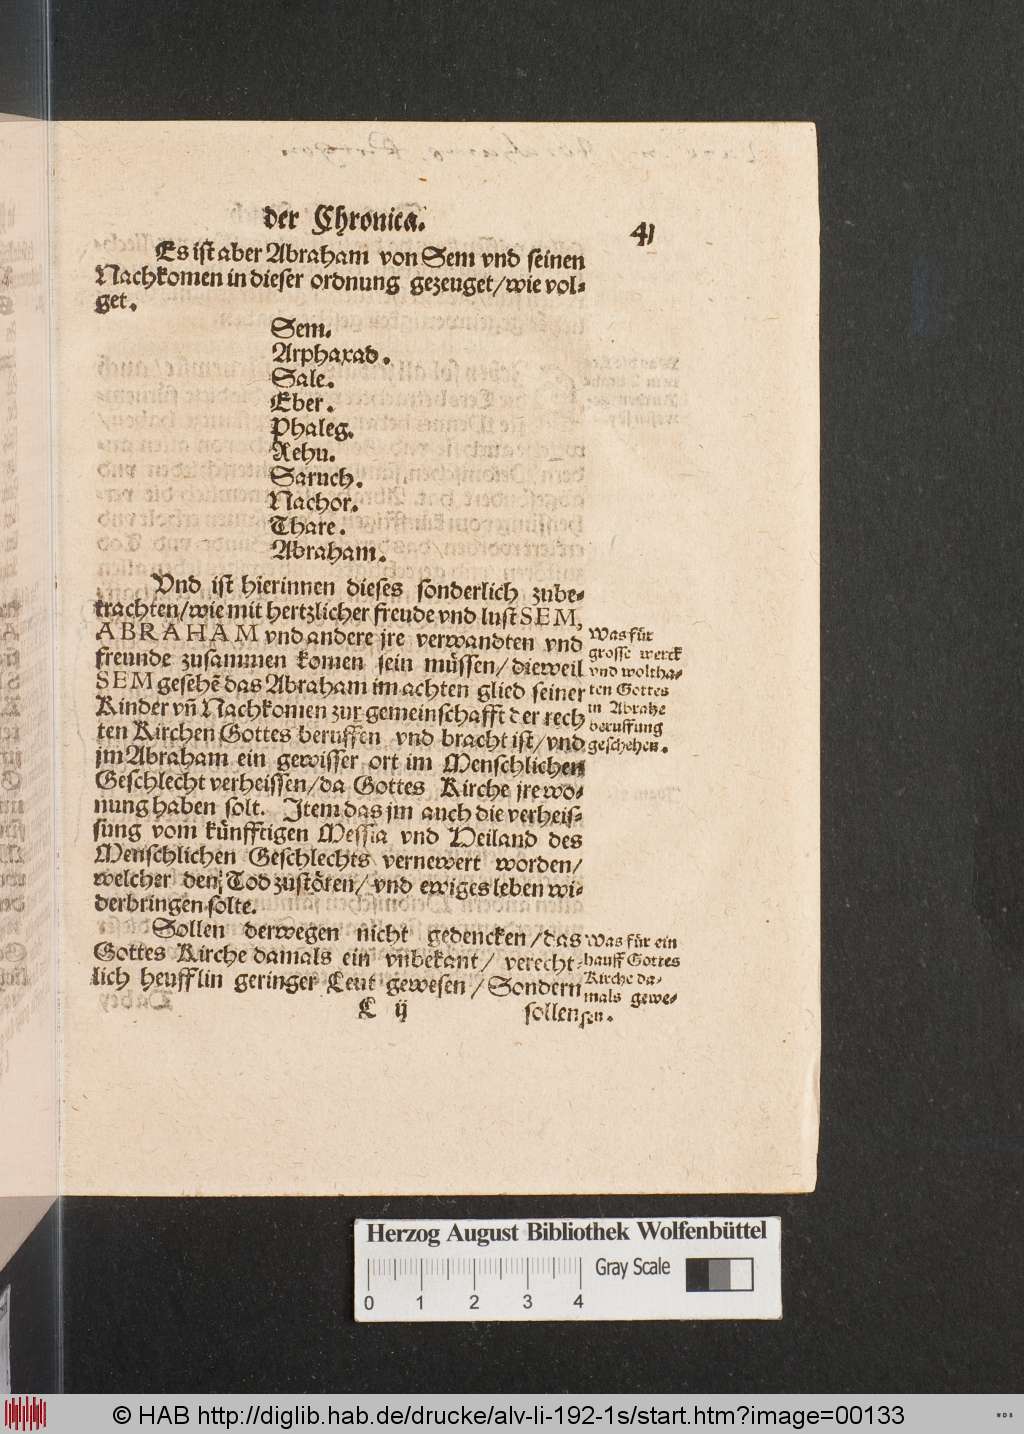 der Chronica.
41
Es ist aber Abraham von Sem vnd seinen
Nachkomen in dieser ordnung gezeuget/wie vol-
get.
Sem.
Arphaxad.
Sale.
Eber.
Phaleg.
Rehu.
Saruch.
Nachor.
Thare.
Abraham.
Vnd ist hierinnen dieses sonderlich zube-
trachten/wie mit hertzlicher freude vnd lust SEM,
ABRAHAM vnd andere jre verwandten vnd
freunde zusammen komen sein müssen/dieweil
SEM gesehẽ das Abraham im achten glied seiner
Kinder vñ Nachkomen zur gemeinschafft der rech
ten Kirchen Gottes beruffen vnd bracht ist/vnd
jm Abraham ein gewisser ort im Menschlichen
Geschlecht verheissen/da Gottes Kirche jre wo-
nung haben solt. Item das jm auch die verheis-
sung vom künfftigen Messia vnd Heiland des
Menschlichen Geschlechts vernewert worden/
welcher den Tod zustören/vnd ewiges leben wi-
derbringen solte.
Was für
grosse werck
vnd woltha-
ten Gottes
in Abrahe
beruffung
geschehen.
Sollen derwegen nicht gedencken/das
Gottes Kirche damals ein vnbekant/ verecht-
lich heufflin geringer Leut gewesen/Sondern
Was für ein
hauff Gottes
Kirche da-
mals gewe-
sen.
L ij
sollen
Herzog August Bibliothek Wolfenbüttel
0 1 2 3 4
Gray Scale
© HAB http://diglib.hab.de/drucke/alv-li-192-1s/start.htm?image=00133